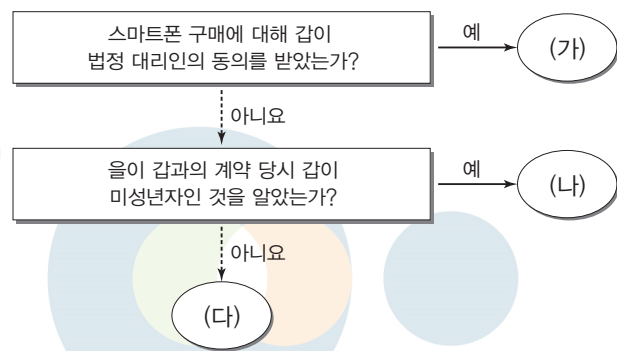 스마트폰 구매에 대해 갑이
법정 대리인의 동의를 받았는가?
예
(가)
아니요
을이 갑과의 계약 당시 갑이
미성년자인 것을 알았는가?
예
(나)
아니요
(다)